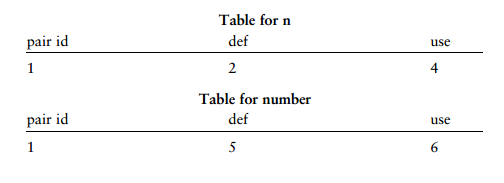 Table for n
pair id def use
1 2 4
Table for number
pair id def use
1 5 6